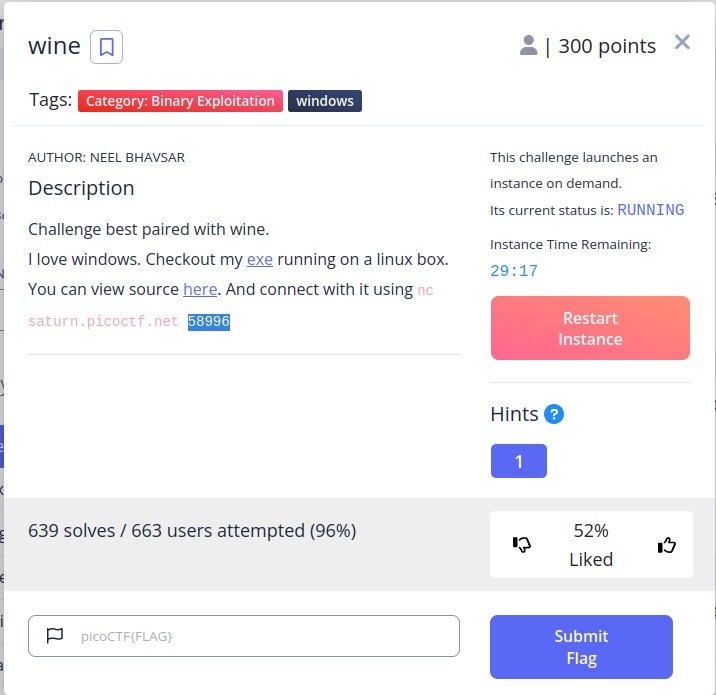 wine
| 300 points
Tags: Category: Binary Exploitation windows
AUTHOR: NEEL BHAVSAR
Description
Challenge best paired with wine.
I love windows. Checkout my exe running on a linux box.
You can view source here. And connect with it using nc
saturn.picoctf.net 58996
This challenge launches an
instance on demand.
Its current status is: RUNNING
Instance Time Remaining:
29:17
Restart
Instance
Hints ?
1
639 solves / 663 users attempted (96%)
52%
Liked
picoCTF{FLAG}
Submit
Flag